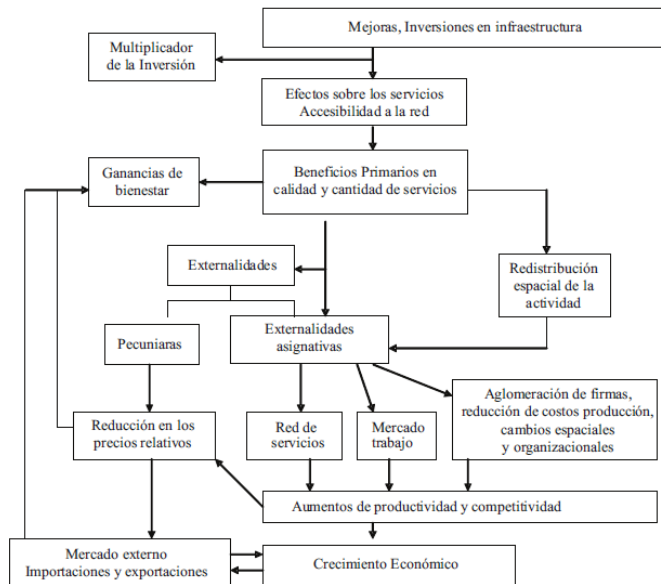 Mejoras, Inversiones en infraestructura
Multiplicador
de la Inversión
Efectos sobre los servicios
Accesibilidad a la red
Ganancias de
bienestar
Beneficios Primarios en
calidad y cantidad de servicios
Externalidades
Redistribución
espacial de la
actividad
Pecuniaras
Externalidades
asignativas
Reducción en los
precios relativos
Red de
servicios
Mercado
trabajo
Aglomeración de firmas,
reducción de costos producción,
cambios espaciales
y organizacionales
Aumentos de productividad y competitividad
Mercado externo
Importaciones y exportaciones
Crecimiento Económico